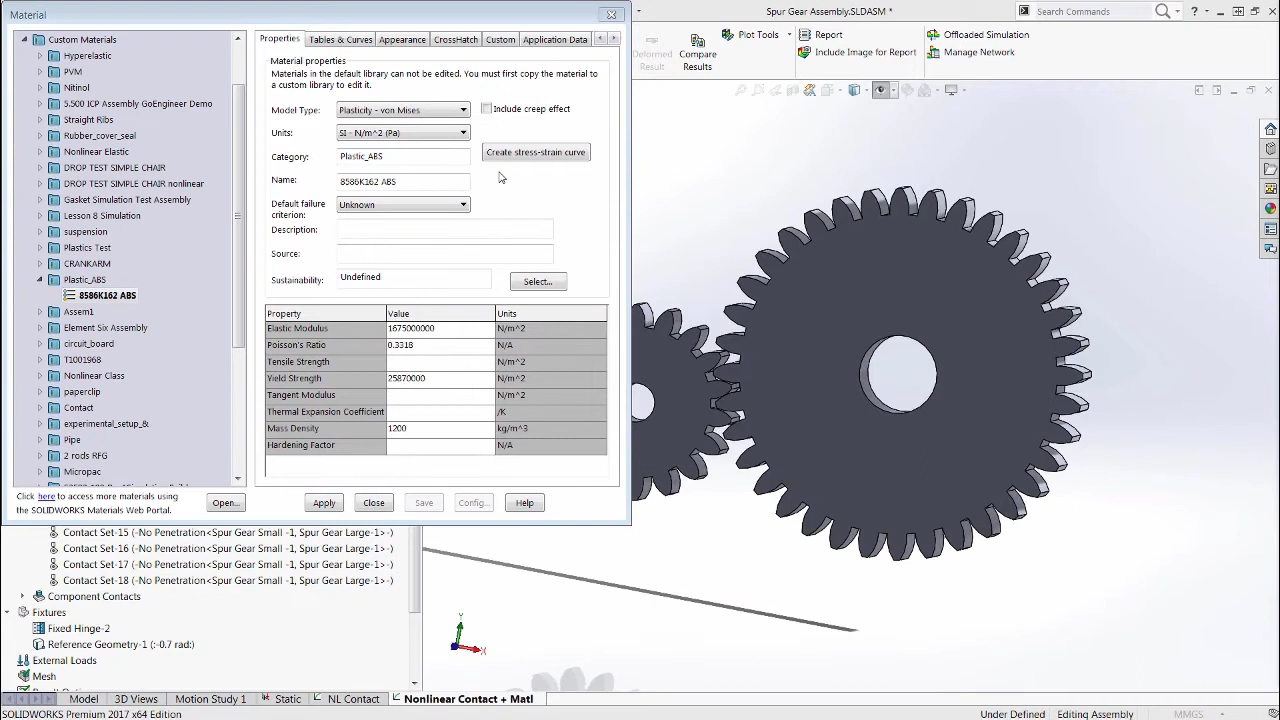 Material
Spur Gear Assembly.SLDASM *
Search Commands
Custom Materials
Hyperelastic
PVM
Nitinol
5.500 ICP Assembly GoEngineer Demo
Straight Ribs
Rubber_cover_seal
Nonlinear Elastic
DROP TEST SIMPLE CHAIR
DROP TEST SIMPLE CHAIR nonlinear
Gasket Simulation Test Assembly
Lesson 8 Simulation
suspension
Plastics Test
CRANKARM
Plastic_ABS
8586K162 ABS
Assem1
Element Six Assembly
circuit_board
T1001968
Nonlinear Class
paperclip
Contact
experimental_setup_&
Pipe
2 rods RFG
Micropac
Click here to access more materials using
the SOLIDWORKS Materials Web Portal.
Open...
Properties
Tables & Curves
Appearance
CrossHatch
Custom
Application Data
Material properties
Materials in the default library can not be edited. You must first copy the material to
a custom library to edit it.
Model Type: Plasticity - von Mises
Include creep effect
Units: SI - N/m^2 (Pa)
Category: Plastic_ABS
Create stress-strain curve
Name: 8586K162 ABS
Default failure
criterion:
Unknown
Description:
Source:
Sustainability: Undefined
Select...
Property Value Units
Elastic Modulus 1675000000 N/m^2
Poisson's Ratio 0.3318 N/A
Tensile Strength N/m^2
Yield Strength 25870000 N/m^2
Tangent Modulus N/m^2
Thermal Expansion Coefficient /K
Mass Density 1200 kg/m^3
Hardening Factor N/A
Apply
Close
Save
Config...
Help
Deformed
Result
Compare
Results
Plot Tools
Report
Include Image for Report
Offloaded Simulation
Manage Network
Contact Set-15 (-No Penetration<Spur Gear Small -1, Spur Gear Large-1>-)
Contact Set-16 (-No Penetration<Spur Gear Small -1, Spur Gear Large-1>-)
Contact Set-17 (-No Penetration<Spur Gear Small -1, Spur Gear Large-1>-)
Contact Set-18 (-No Penetration<Spur Gear Small -1, Spur Gear Large-1>-)
Component Contacts
Fixtures
Fixed Hinge-2
Reference Geometry-1 (:-0.7 rad:)
External Loads
Mesh
Y
X
Model
3D Views
Motion Study 1
Static
NL Contact
Nonlinear Contact + Matl
SOLIDWORKS Premium 2017 x64 Edition
Under Defined
Editing Assembly
MMGS